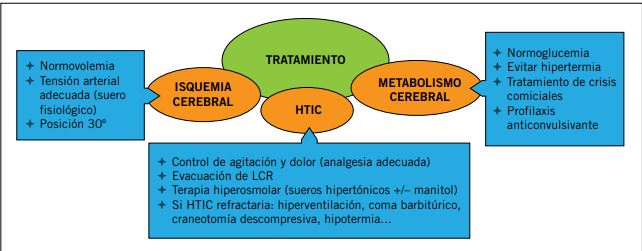 TRATAMIENTO
ISQUEMIA
CEREBRAL
HTIC
METABOLISMO
CEREBRAL
✦ Normovolemia
✦ Tensión arterial
adecuada (suero
fisiológico)
✦ Posición 30º
✦ Normoglucemia
✦ Evitar hipertermia
✦ Tratamiento de crisis
comiciales
✦ Profilaxis
anticonvulsivante
✦ Control de agitación y dolor (analgesia adecuada)
✦ Evacuación de LCR
✦ Terapia hiperosmolar (sueros hipertónicos +/– manitol)
✦ Si HTIC refractaria: hiperventilación, coma barbitúrico,
craneotomía descompresiva, hipotermia...